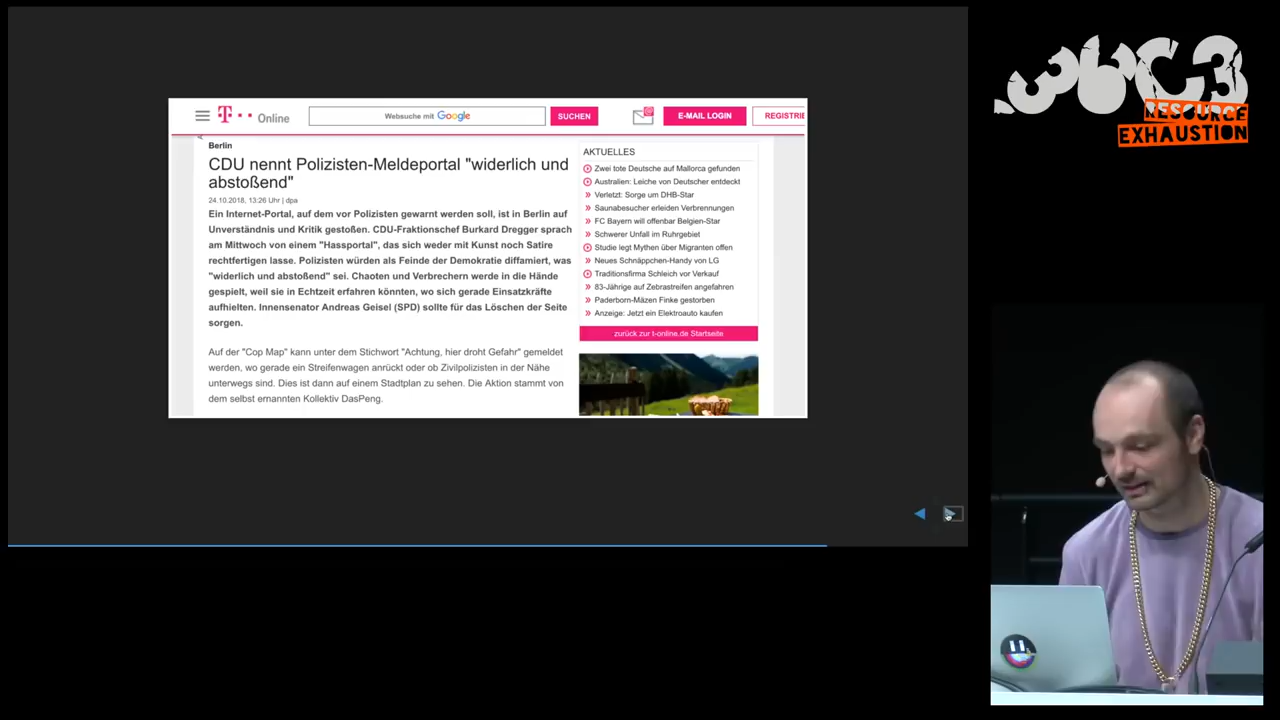 36C3
RESOURCE
EXHAUSTION
T Online
Websuche mit Google
SUCHEN
E-MAIL LOGIN
REGISTRIE
Berlin
CDU nennt Polizisten-Meldeportal "widerlich und
abstoßend"
24.10.2018, 13:26 Uhr | dpa
Ein Internet-Portal, auf dem vor Polizisten gewarnt werden soll, ist in Berlin auf
Unverständnis und Kritik gestoßen. CDU-Fraktionschef Burkard Dregger sprach
am Mittwoch von einem "Hassportal", das sich weder mit Kunst noch Satire
rechtfertigen lasse. Polizisten würden als Feinde der Demokratie diffamiert, was
"widerlich und abstoßend" sei. Chaoten und Verbrechern werde in die Hände
gespielt, weil sie in Echtzeit erfahren könnten, wo sich gerade Einsatzkräfte
aufhielten. Innensenator Andreas Geisel (SPD) sollte für das Löschen der Seite
sorgen.
Auf der "Cop Map" kann unter dem Stichwort "Achtung, hier droht Gefahr" gemeldet
werden, wo gerade ein Streifenwagen anrückt oder ob Zivilpolizisten in der Nähe
unterwegs sind. Dies ist dann auf einem Stadtplan zu sehen. Die Aktion stammt von
dem selbst ernannten Kollektiv DasPeng.
AKTUELLES
Zwei tote Deutsche auf Mallorca gefunden
Australien: Leiche von Deutscher entdeckt
Verletzt: Sorge um DHB-Star
Saunabesucher erleiden Verbrennungen
FC Bayern will offenbar Belgien-Star
Schwerer Unfall im Ruhrgebiet
Studie legt Mythen über Migranten offen
Neues Schnäppchen-Handy von LG
Traditionsfirma Schleich vor Verkauf
83-Jährige auf Zebrastreifen angefahren
Paderborn-Mäzen Finke gestorben
Anzeige: Jetzt ein Elektroauto kaufen
zurück zur t-online.de Startseite